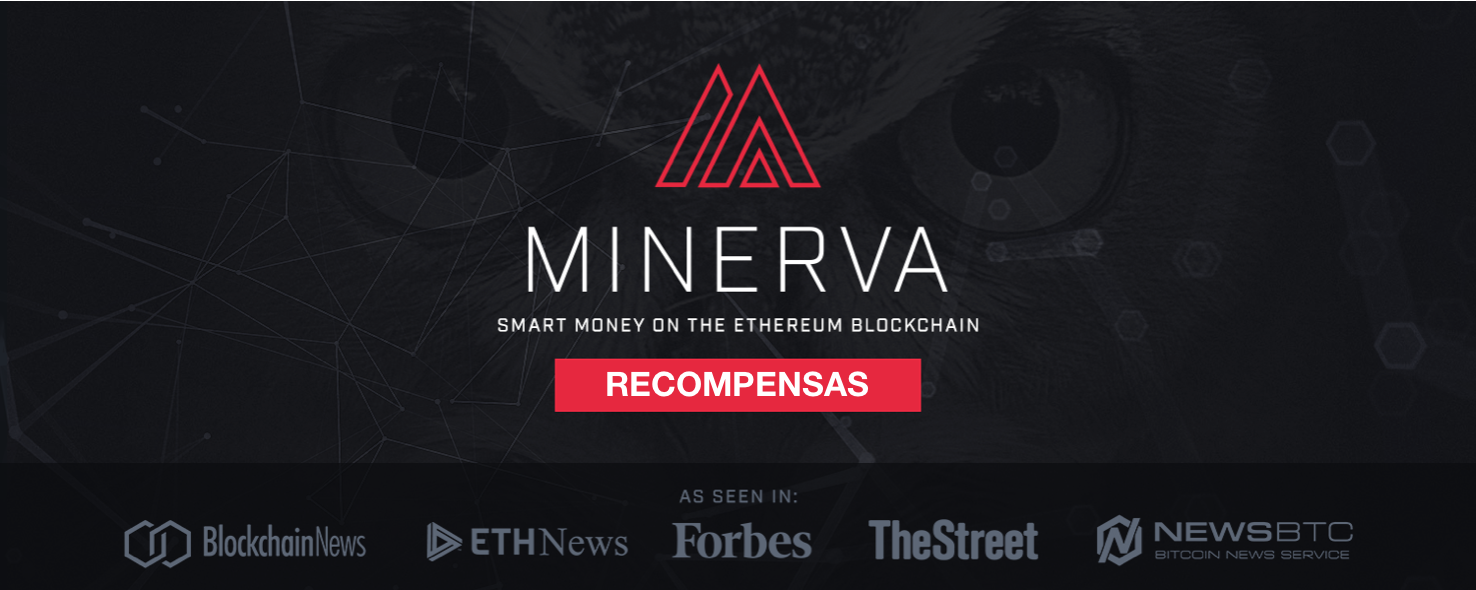 MINERVA
SMART MONEY ON THE ETHEREUM BLOCKCHAIN
RECOMPENSAS
AS SEEN IN:
BlockchainNews ETHNews Forbes TheStreet NEWSBTC
BITCOIN NEWS SERVICE